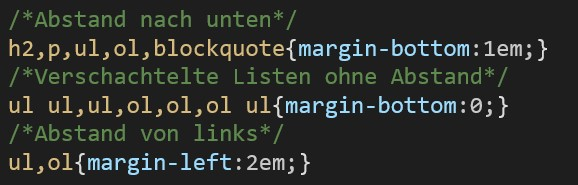 /*Abstand nach unten*/
h2,p,ul,ol,blockquote{margin-bottom:1em;}
/*Verschachtelte Listen ohne Abstand*/
ul ul,ul,ol,ol,ol ul{margin-bottom:0;}
/*Abstand von links*/
ul,ol{margin-left:2em;}